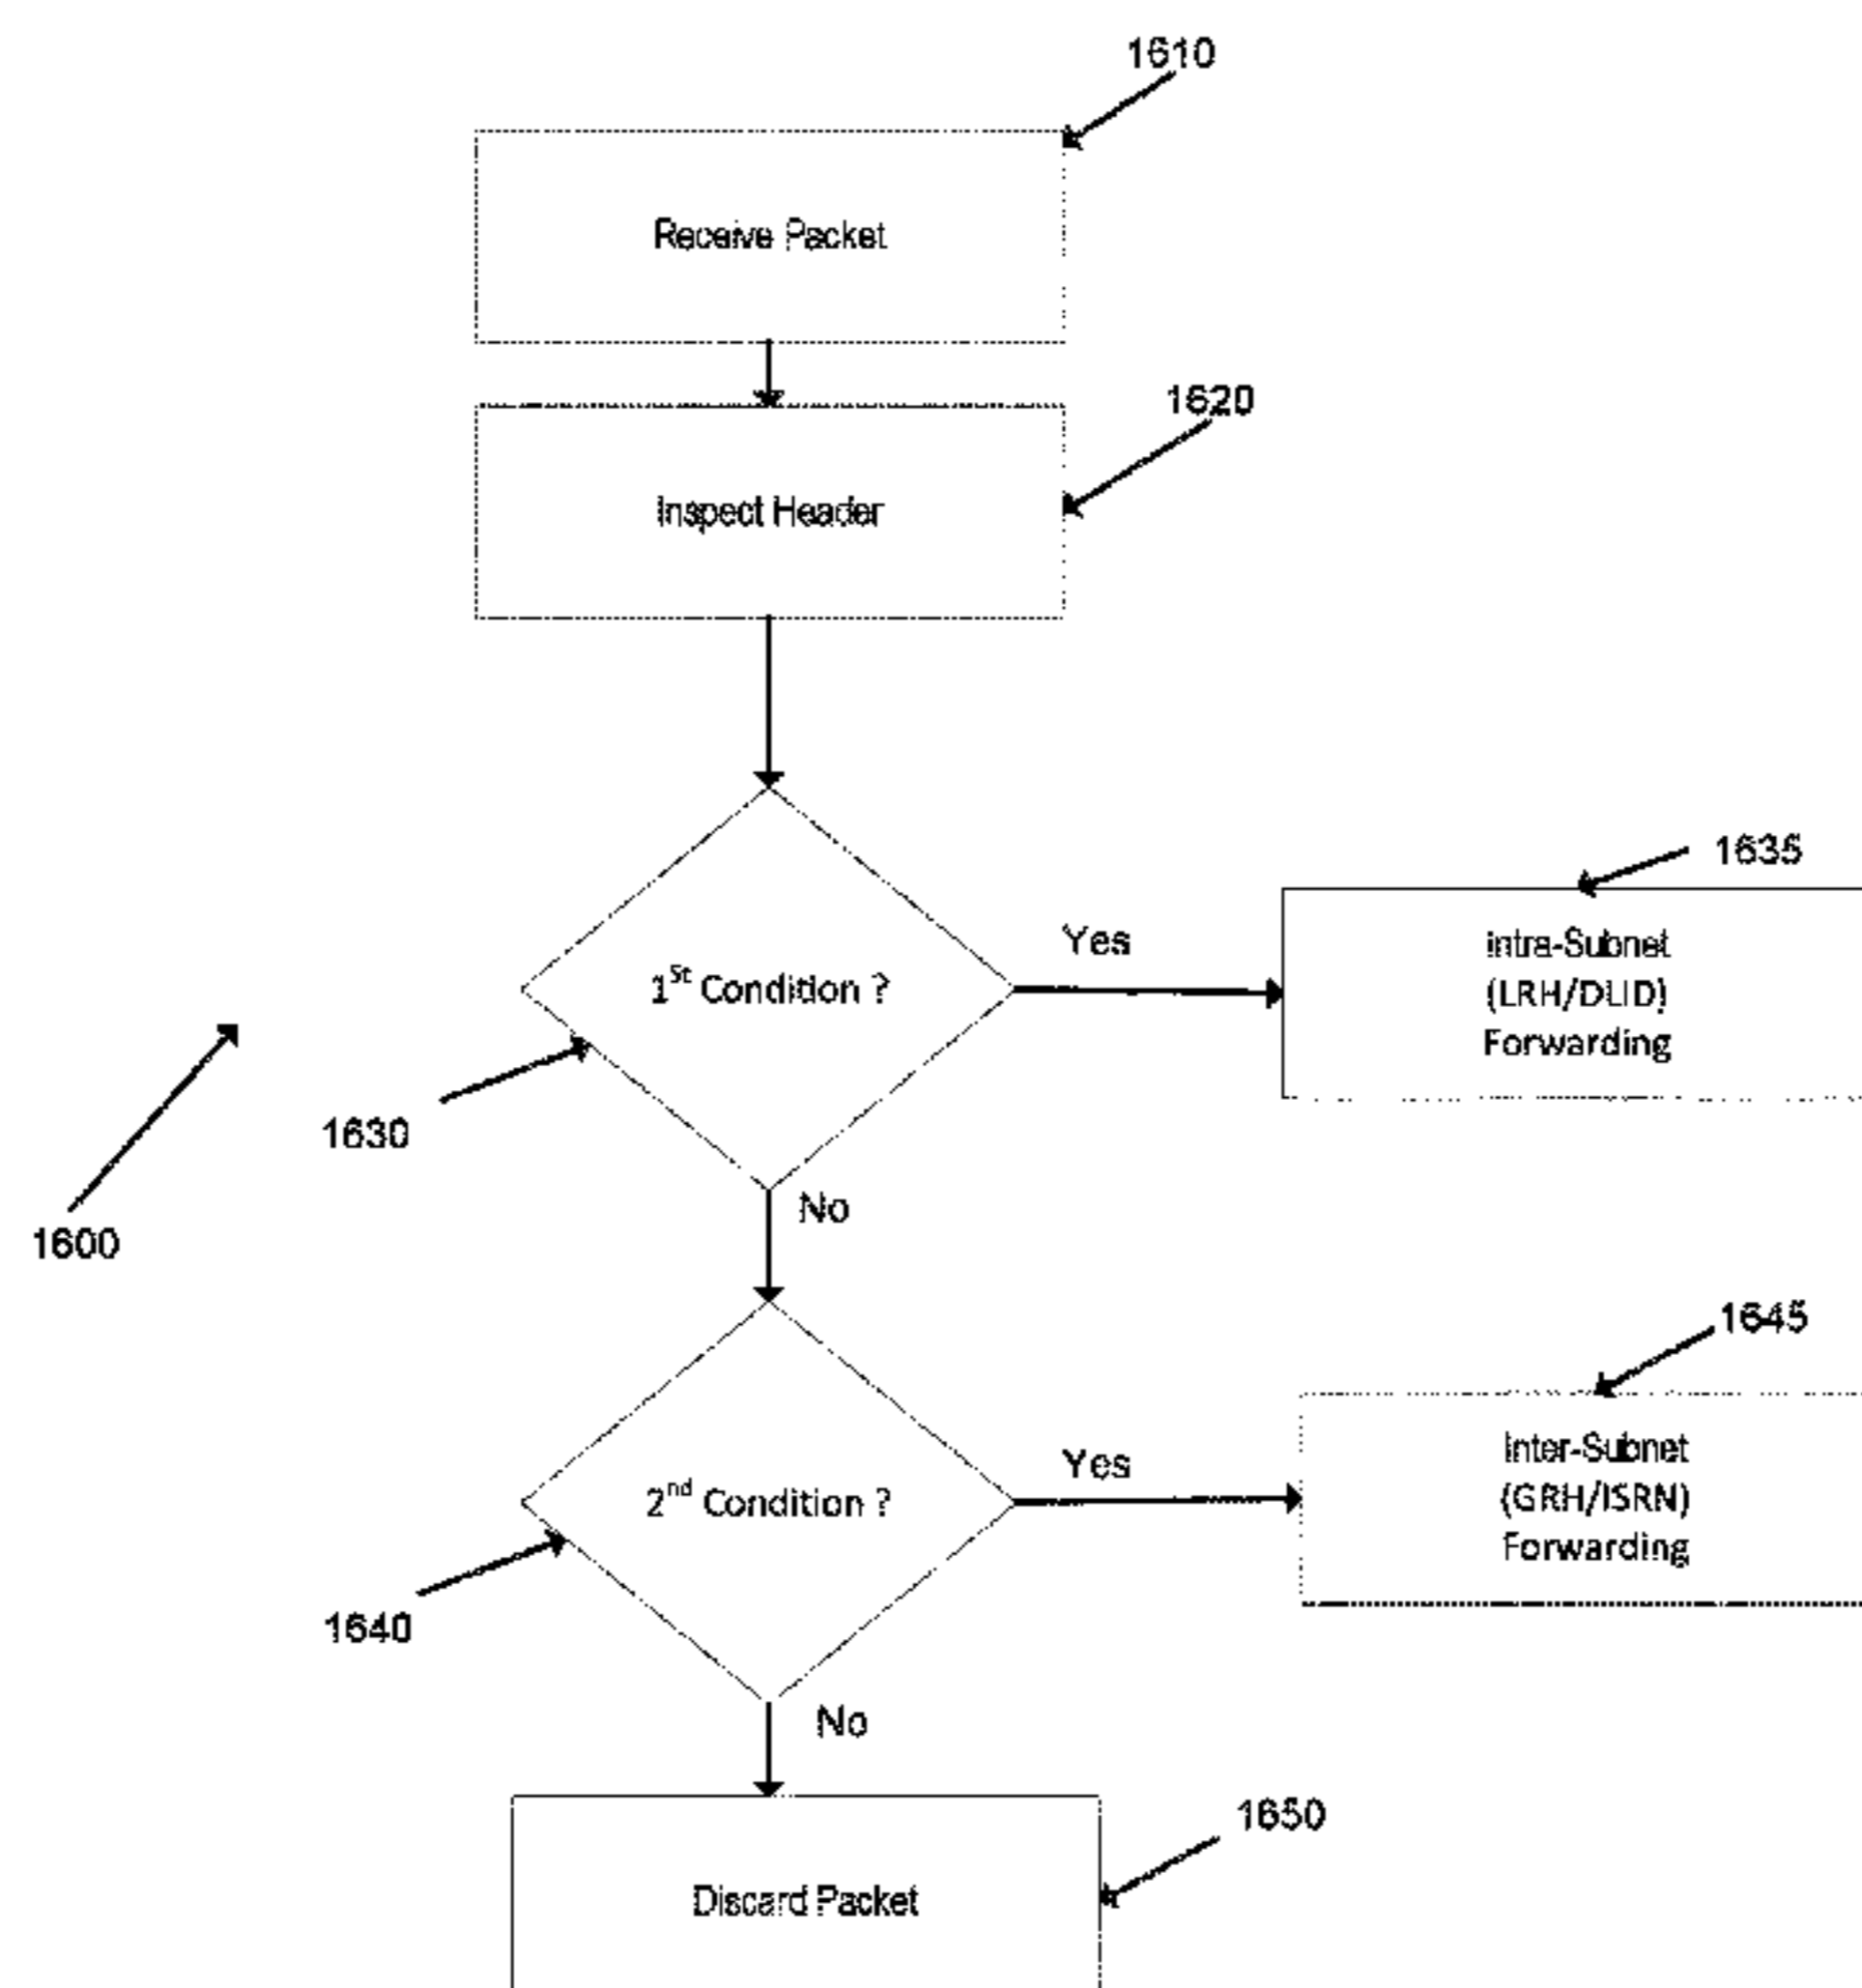 1610
Receive Packet
1620
Inspect Header
1635
Yes
intra-Subnet
(LRH/DLID)
Forwarding
1St Condition ?
1630
No
1600
1645
Yes
Inter-Subnet
(GRH/ISRN)
Forwarding
2nd Condition ?
1640
No
1650
Discard Packet